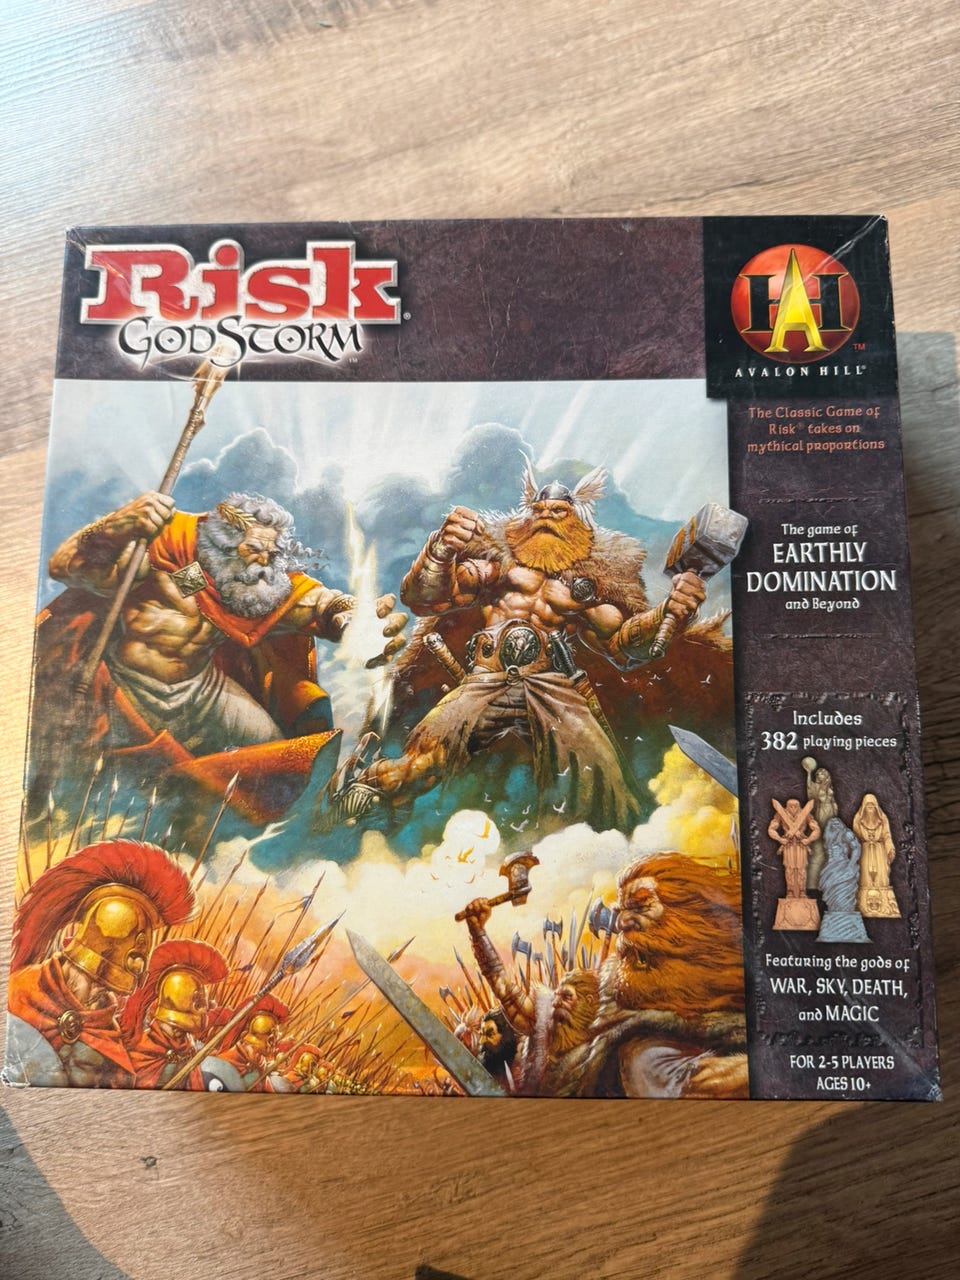 Risk®
GODSTORM™
AH™
AVALON HILL®
The Classic Game of
Risk® takes on
mythical proportions
The game of
EARTHLY
DOMINATION
and Beyond
Includes
382 playing pieces
Featuring the gods of
WAR, SKY, DEATH,
and MAGIC
FOR 2-5 PLAYERS
AGES 10+